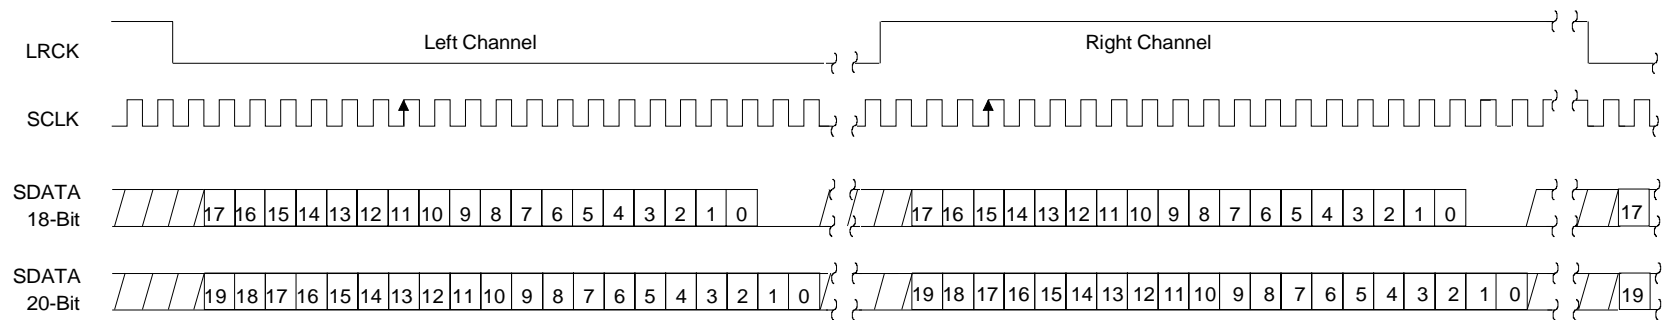 LRCK Left Channel Right Channel
SCLK
SDATA
18-Bit 17 16 15 14 13 12 11 10 9 8 7 6 5 4 3 2 1 0 17 16 15 14 13 12 11 10 9 8 7 6 5 4 3 2 1 0 17
SDATA
20-Bit 19 18 17 16 15 14 13 12 11 10 9 8 7 6 5 4 3 2 1 0 19 18 17 16 15 14 13 12 11 10 9 8 7 6 5 4 3 2 1 0 19